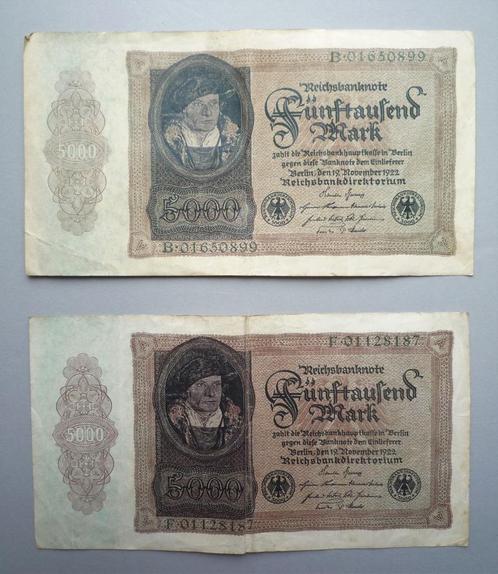 B·01650899
Reichsbanknote
Fünftausend
Mark
zahlt die Reichsbankhauptkasse in Berlin
gegen diese Banknote dem Einlieferer
Berlin, den 19. November 1922
Reichsbankdirektorium
5000
5000
B·01650899
F·01128187
Reichsbanknote
Fünftausend
Mark
zahlt die Reichsbankhauptkasse in Berlin
gegen diese Banknote dem Einlieferer
Berlin, den 19. November 1922
Reichsbankdirektorium
5000
5000
F·01128187